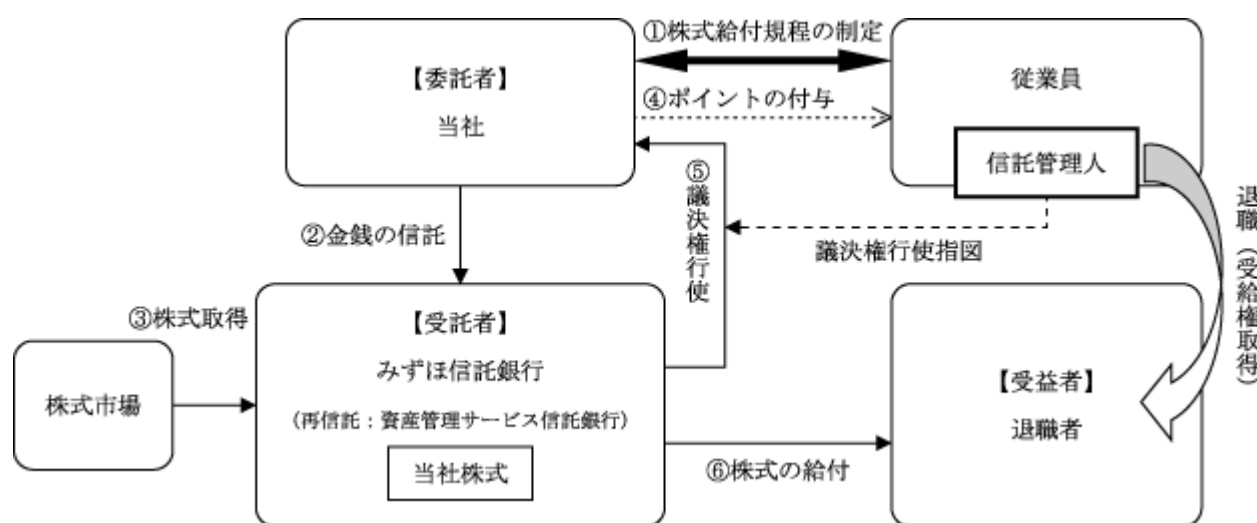 ①株式給付規程の制定
【委託者】
当社
従業員
④ポイントの付与
信託管理人
⑤議決権行使
退職（受給権取得）
②金銭の信託
議決権行使指図
③株式取得
【受託者】
みずほ信託銀行
（再信託：資産管理サービス信託銀行）
当社株式
株式市場
【受益者】
退職者
⑥株式の給付